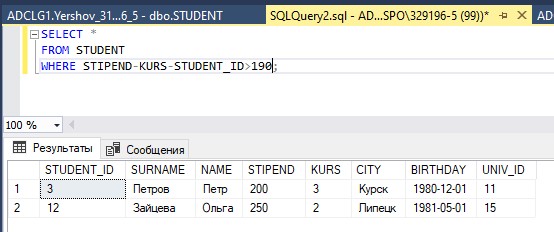 ADCLG1.Yershov_31...6_5 - dbo.STUDENT SQLQuery2.sql - AD...SPO\329196-5 (99))* AD
SELECT *
FROM STUDENT
WHERE STIPEND-KURS-STUDENT_ID>190;
100 %
Результаты Сообщения
STUDENT_ID SURNAME NAME STIPEND KURS CITY BIRTHDAY UNIV_ID
1 3 Петров Петр 200 3 Курск 1980-12-01 11
2 12 Зайцева Ольга 250 2 Липецк 1981-05-01 15